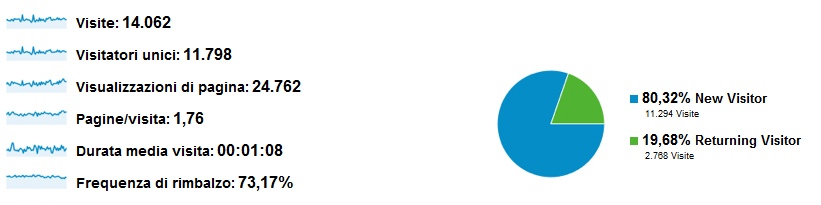 Visite: 14.062
Visitatori unici: 11.798
Visualizzazioni di pagina: 24.762
Pagine/visita: 1,76
Durata media visita: 00:01:08
Frequenza di rimbalzo: 73,17%
80,32% New Visitor
11.294 Visite
19,68% Returning Visitor
2.768 Visite